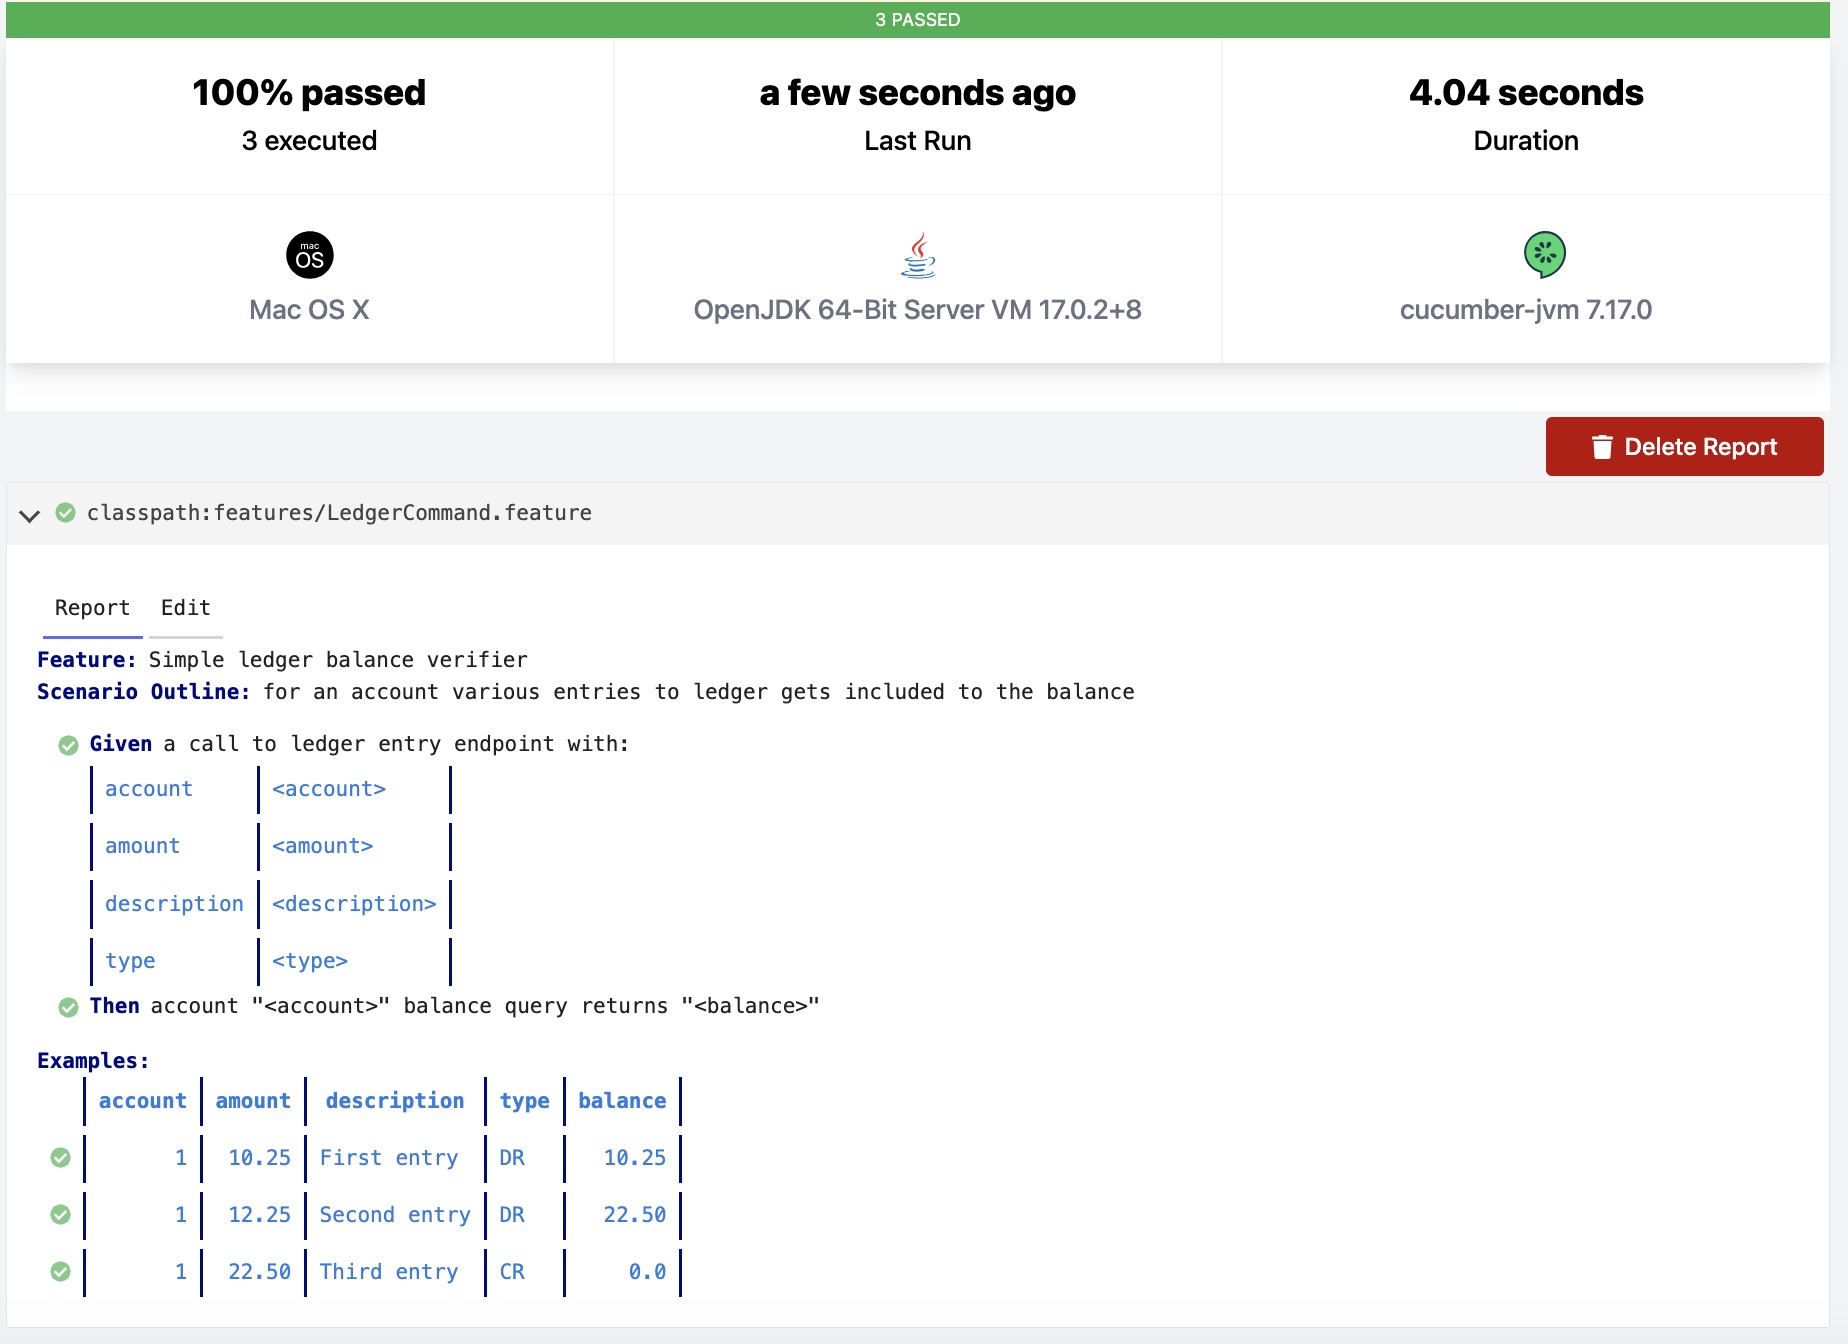 3 PASSED
100% passed
3 executed
a few seconds ago
Last Run
4.04 seconds
Duration
mac
OS
Mac OS X
OpenJDK 64-Bit Server VM 17.0.2+8
cucumber-jvm 7.17.0
Delete Report
classpath:features/LedgerCommand.feature
Report Edit
Feature: Simple ledger balance verifier
Scenario Outline: for an account various entries to ledger gets included to the balance
Given a call to ledger entry endpoint with:
account <account>
amount <amount>
description <description>
type <type>
Then account "<account>" balance query returns "<balance>"
Examples:
account amount description type balance
1 10.25 First entry DR 10.25
1 12.25 Second entry DR 22.50
1 22.50 Third entry CR 0.0